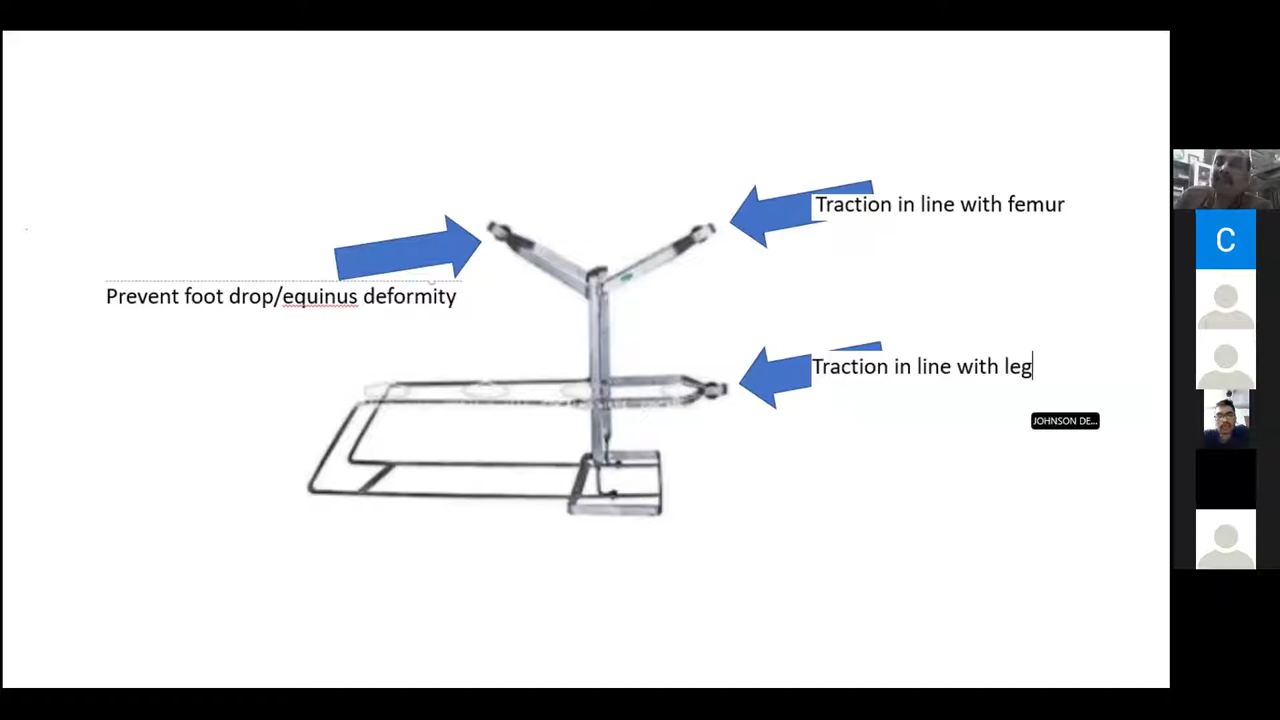 Traction in line with femur
Prevent foot drop/equinus deformity
Traction in line with leg
JOHNSON DE...
C